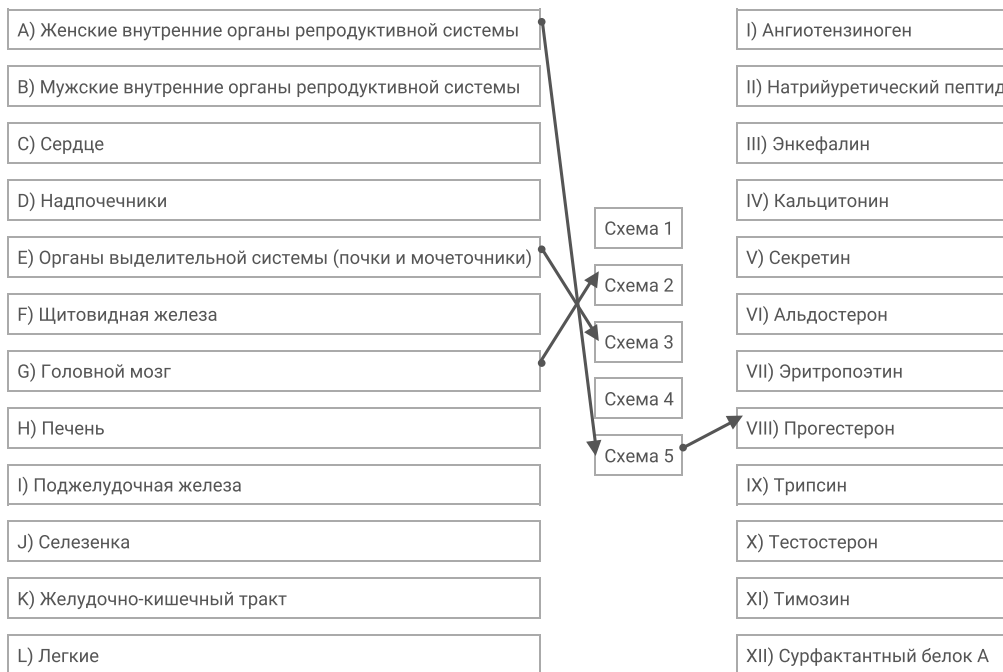 A) Женские внутренние органы репродуктивной системы
B) Мужские внутренние органы репродуктивной системы
C) Сердце
D) Надпочечники
E) Органы выделительной системы (почки и мочеточники)
F) Щитовидная железа
G) Головной мозг
H) Печень
I) Поджелудочная железа
J) Селезенка
K) Желудочно-кишечный тракт
L) Легкие
Схема 1
Схема 2
Схема 3
Схема 4
Схема 5
I) Ангиотензиноген
II) Натрийуретический пептид
III) Энкефалин
IV) Кальцитонин
V) Секретин
VI) Альдостерон
VII) Эритропоэтин
VIII) Прогестерон
IX) Трипсин
X) Тестостерон
XI) Тимозин
XII) Сурфактантный белок А